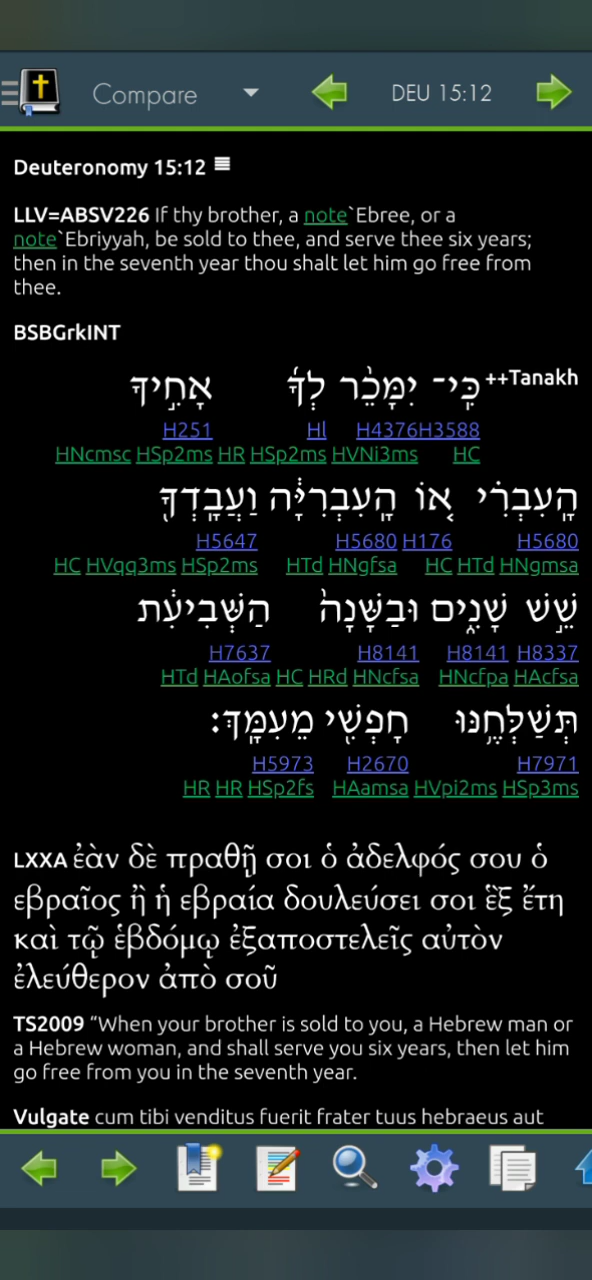 Compare
DEU 15:12
Deuteronomy 15:12
LLV=ABSV226 If thy brother, a note`Ebree, or a
note`Ebriyyah, be sold to thee, and serve thee six years;
then in the seventh year thou shalt let him go free from
thee.
BSBGrkINT
++Tanakh כִּֽי־ יִמָּכֵ֨ר לְךָ֜ אָחִ֣יךָ
H251 Hl H4376H3588
HNcmsc HSp2ms HR HSp2ms HVNi3ms HC
הָֽעִבְרִ֗י א֚וֹ הָֽעִבְרִיָּ֔ה וַעֲבָֽדְךָ֖
H5647 H5680 H176 H5680
HC HVqq3ms HSp2ms HTd HNgfsa HC HTd HNgmsa
שֵׁ֣שׁ שָׁנִ֑ים וּבַשָּׁנָה֙ הַשְּׁבִיעִ֔ת
H7637 H8141 H8141 H8337
HTd HAofsa HC HRd HNcfsa HNcfpa HAcfsa
תְּשַׁלְּחֶ֥נּוּ חָפְשִׁ֖י מֵעִמָּֽךְ׃
H5973 H2670 H7971
HR HR HSp2fs HAamsa HVpi2ms HSp3ms
LXXA ἐὰν δὲ πραθῇ σοι ὁ ἀδελφός σου ὁ
εβραῖος ἢ ἡ εβραία δουλεύσει σοι ἓξ ἔτη
καὶ τῷ ἑβδόμῳ ἐξαποστελεῖς αὐτὸν
ἐλεύθερον ἀπὸ σοῦ
TS2009 “When your brother is sold to you, a Hebrew man or
a Hebrew woman, and shall serve you six years, then let him
go free from you in the seventh year.
Vulgate cum tibi venditus fuerit frater tuus hebraeus aut